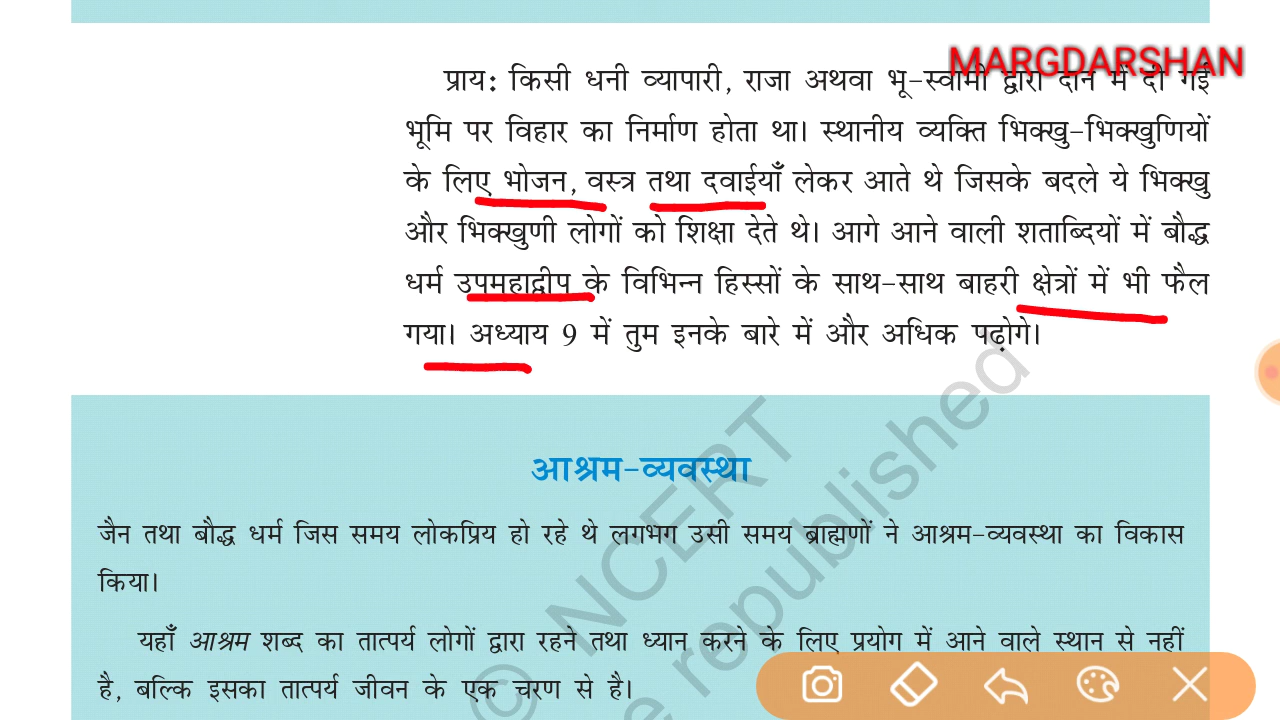 MARGDARSHAN
प्राय: किसी धनी व्यापारी, राजा अथवा भू-स्वामी द्वारा दान में दी गई
भूमि पर विहार का निर्माण होता था। स्थानीय व्यक्ति भिक्खु-भिक्खुणियों
के लिए भोजन, वस्त्र तथा दवाईयाँ लेकर आते थे जिसके बदले ये भिक्खु
और भिक्खुणी लोगों को शिक्षा देते थे। आगे आने वाली शताब्दियों में बौद्ध
धर्म उपमहाद्वीप के विभिन्न हिस्सों के साथ-साथ बाहरी क्षेत्रों में भी फैल
गया। अध्याय 9 में तुम इनके बारे में और अधिक पढ़ोगे।
आश्रम-व्यवस्था
जैन तथा बौद्ध धर्म जिस समय लोकप्रिय हो रहे थे लगभग उसी समय ब्राह्मणों ने आश्रम-व्यवस्था का विकास
किया।
यहाँ आश्रम शब्द का तात्पर्य लोगों द्वारा रहने तथा ध्यान करने के लिए प्रयोग में आने वाले स्थान से नहीं
है, बल्कि इसका तात्पर्य जीवन के एक चरण से है।
© NCERT
be republished